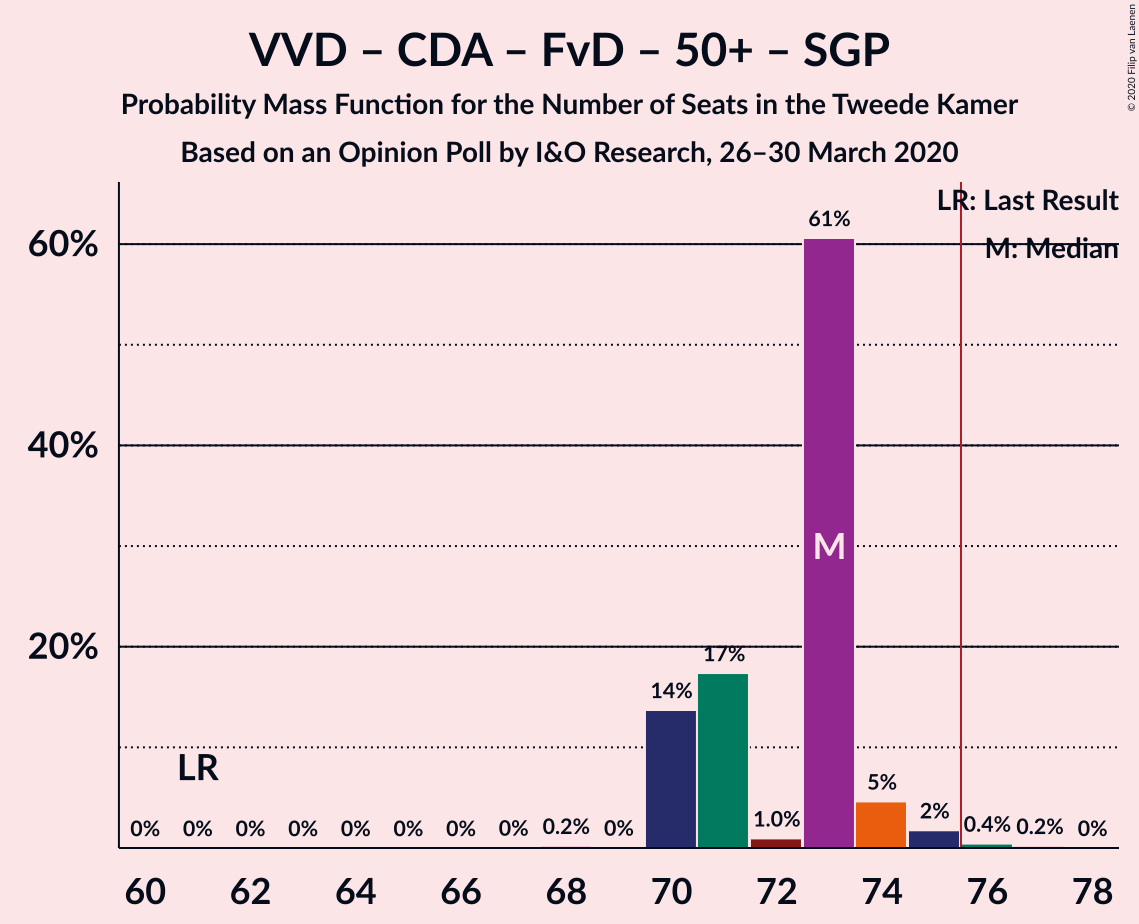 VVD – CDA – FvD – 50+ – SGP
Probability Mass Function for the Number of Seats in the Tweede Kamer
Based on an Opinion Poll by I&O Research, 26–30 March 2020
© 2020 Filip van Laenen
LR: Last Result
M: Median
60%
40%
20%
61%
M
17%
14%
LR
5%
2%
1.0%
0% 0% 0% 0% 0% 0% 0% 0% 0.2% 0% 0.4% 0.2% 0%
60 62 64 66 68 70 72 74 76 78